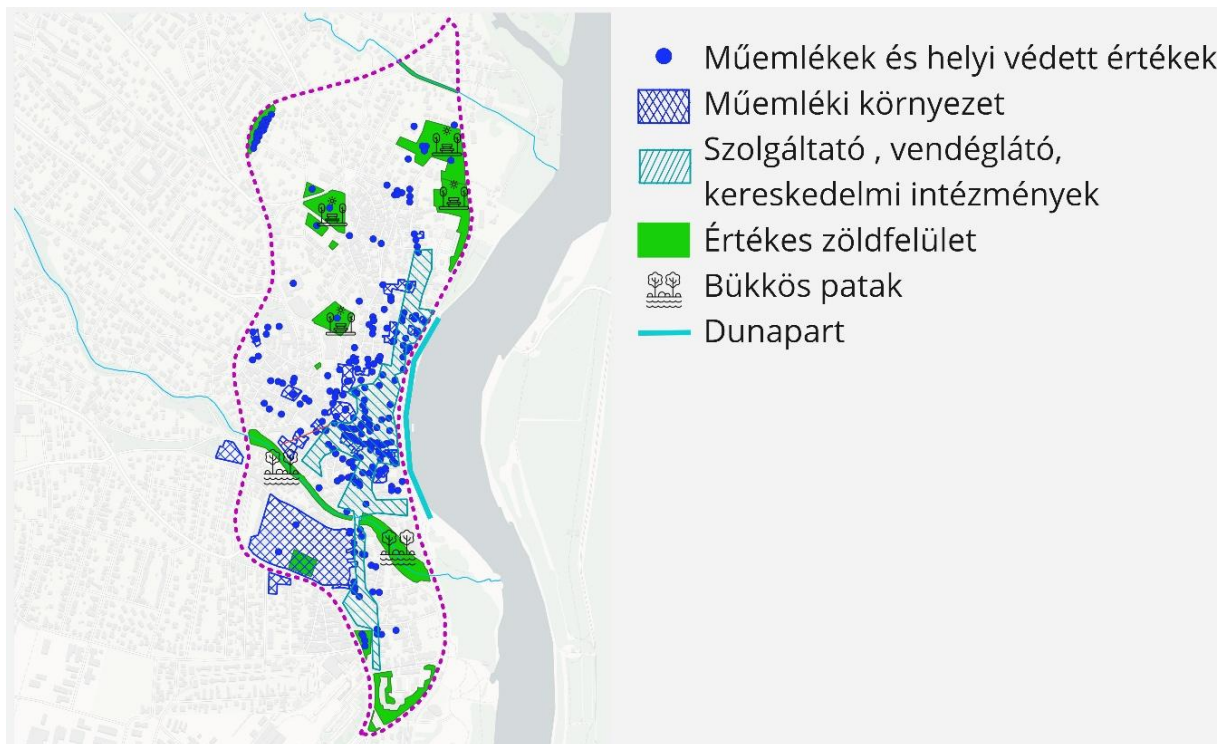 Műemlékek és helyi védett értékek
Műemléki környezet
Szolgáltató , vendéglátó,
kereskedelmi intézmények
Értékes zöldfelület
Bükkös patak
Dunapart